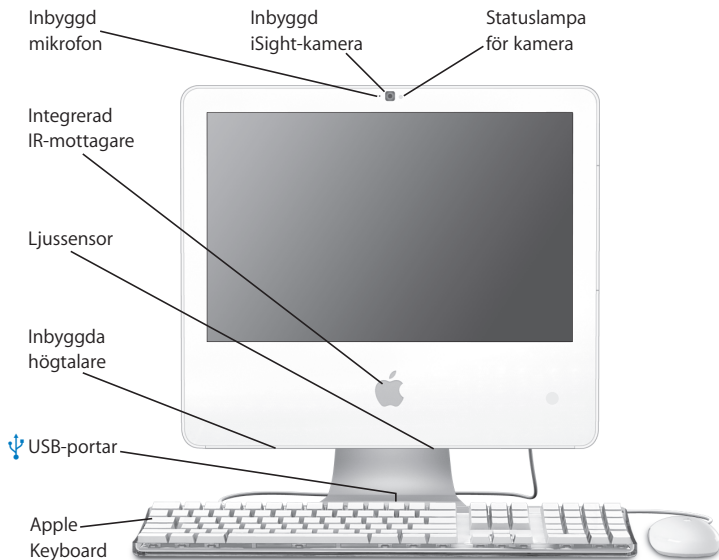 Inbyggd
mikrofon
Inbyggd
iSight-kamera
Statuslampa
för kamera
Integrerad
IR-mottagare
Ljussensor
Inbyggda
högtalare
USB-portar
Apple
Keyboard